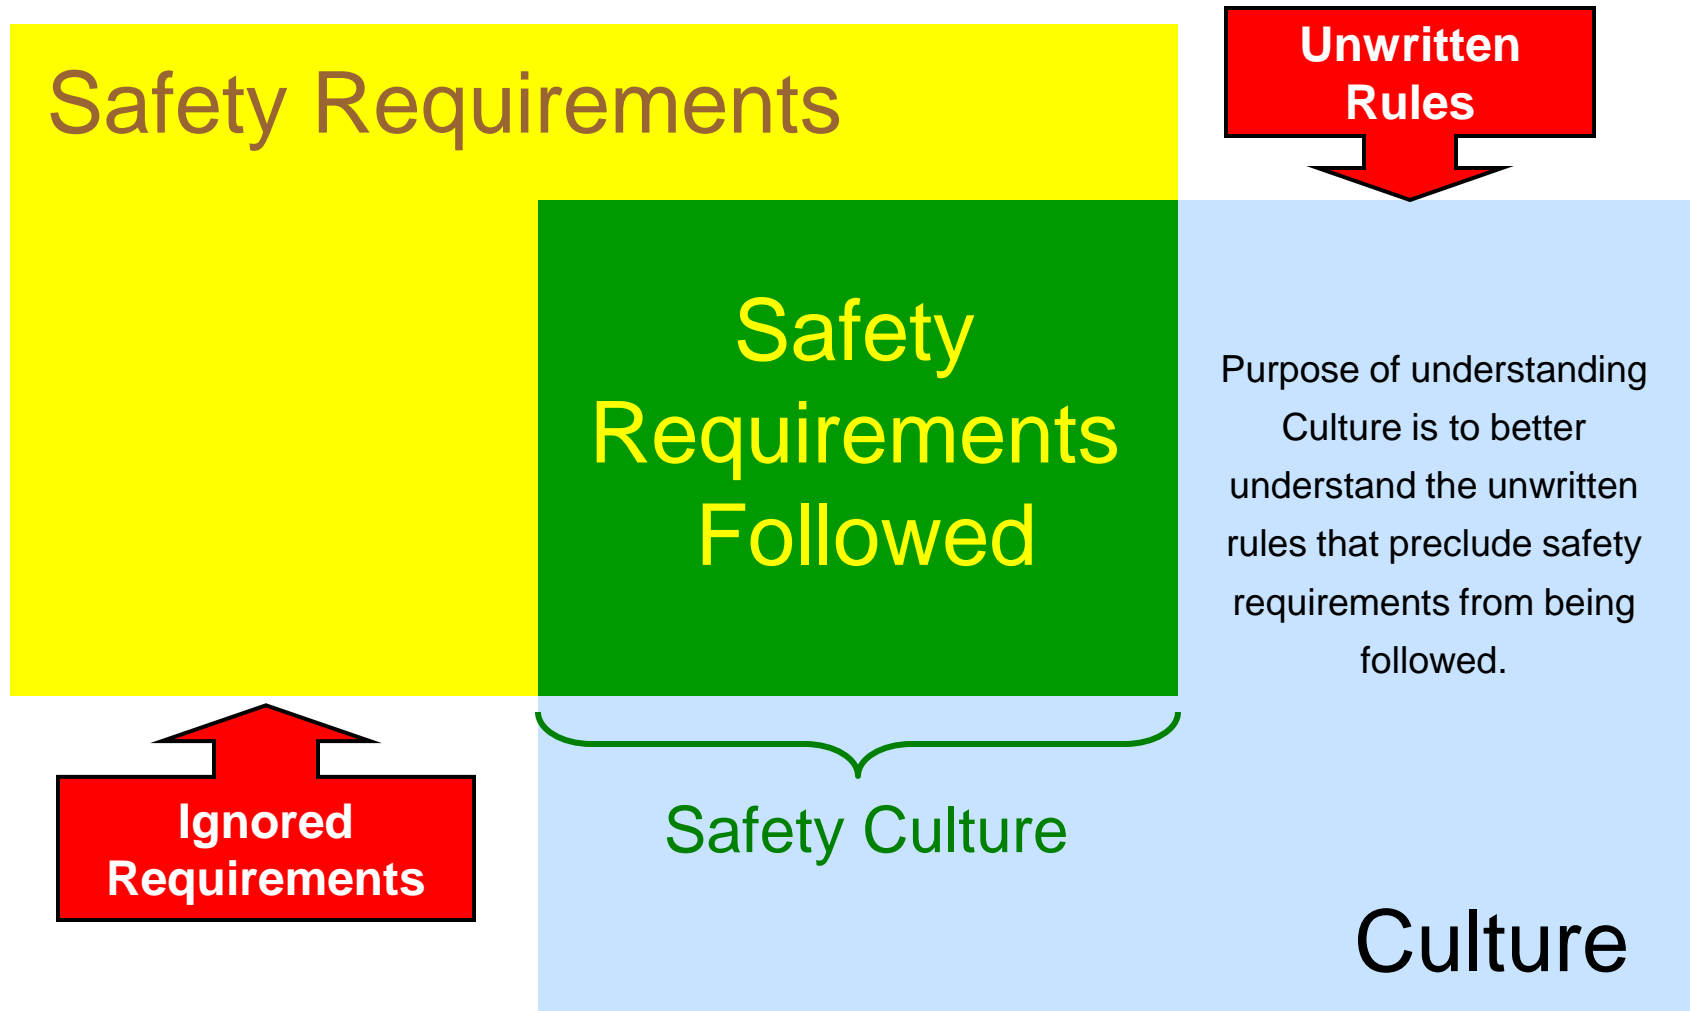 Safety Requirements
Unwritten
Rules
Safety
Requirements
Followed
Purpose of understanding
Culture is to better
understand the unwritten
rules that preclude safety
requirements from being
followed.
Ignored
Requirements
Safety Culture
Culture